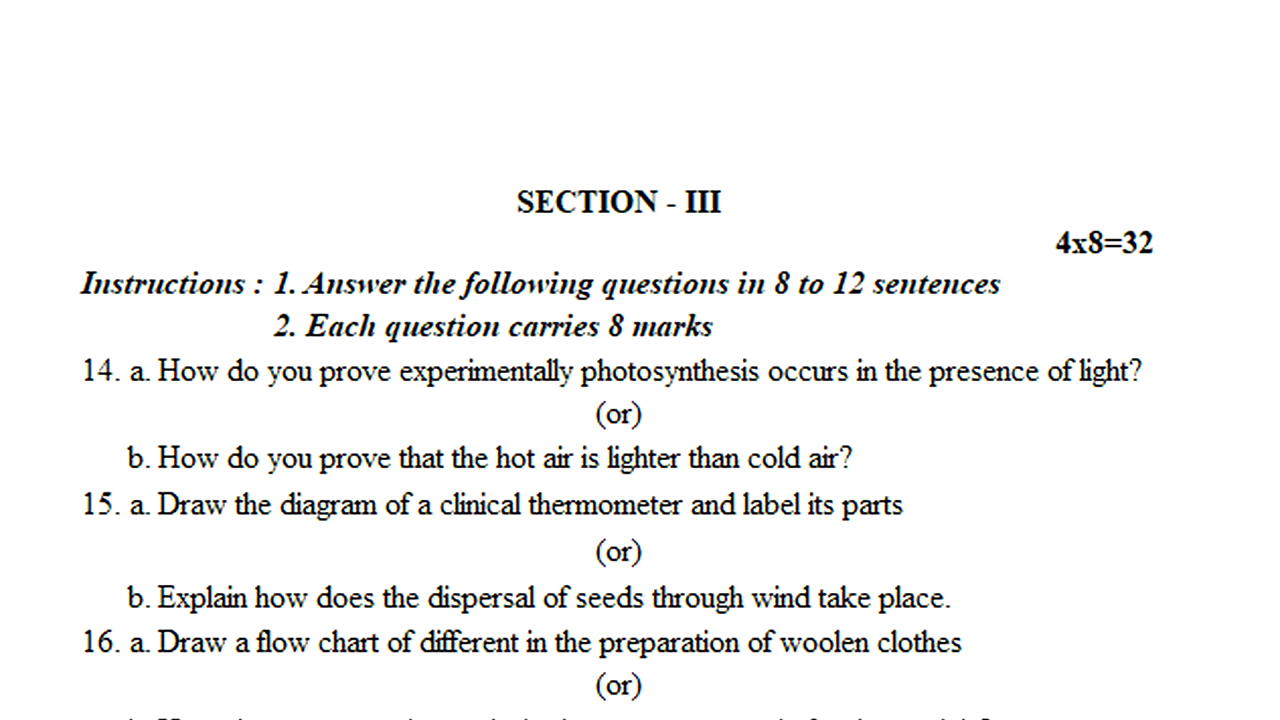 SECTION - III
4x8=32
Instructions : 1. Answer the following questions in 8 to 12 sentences
2. Each question carries 8 marks
14. a. How do you prove experimentally photosynthesis occurs in the presence of light?
(or)
b. How do you prove that the hot air is lighter than cold air?
15. a. Draw the diagram of a clinical thermometer and label its parts
(or)
b. Explain how does the dispersal of seeds through wind take place.
16. a. Draw a flow chart of different in the preparation of woolen clothes
(or)